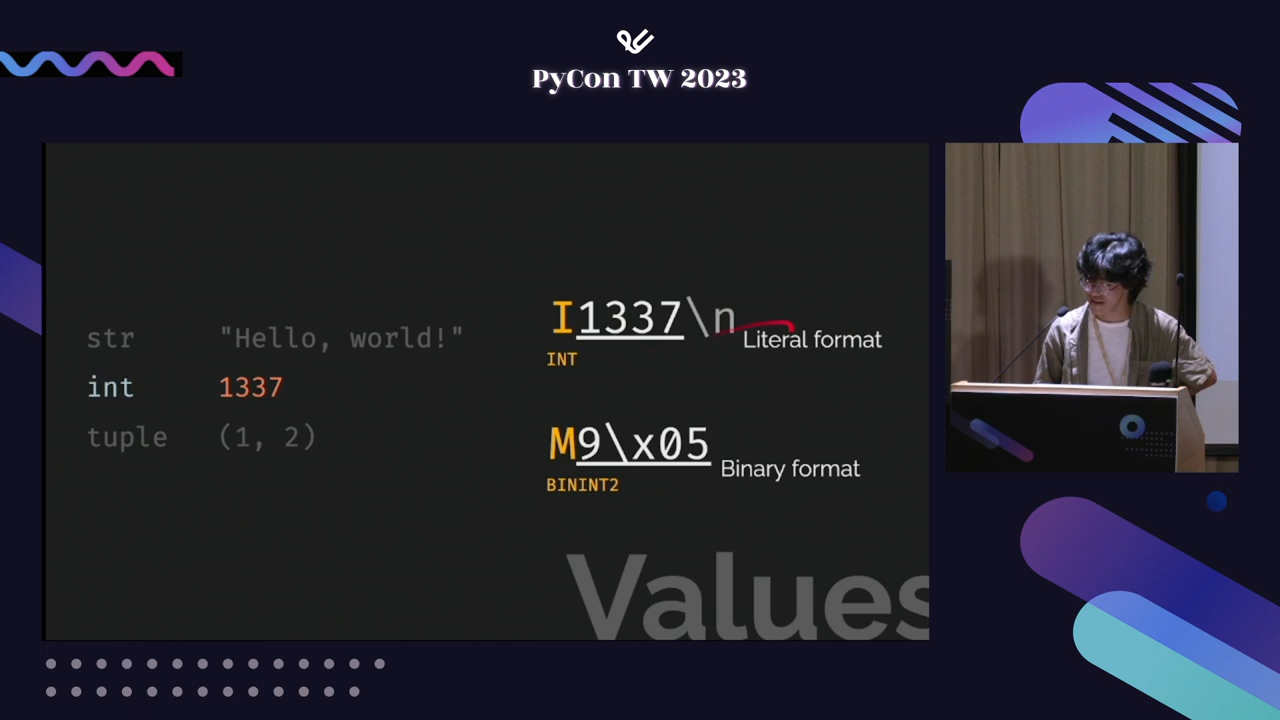 PyCon TW 2023
str "Hello, world!"
int 1337
tuple (1, 2)
I1337\n
INT
Literal format
M9\x05
BININT2
Binary format
Values